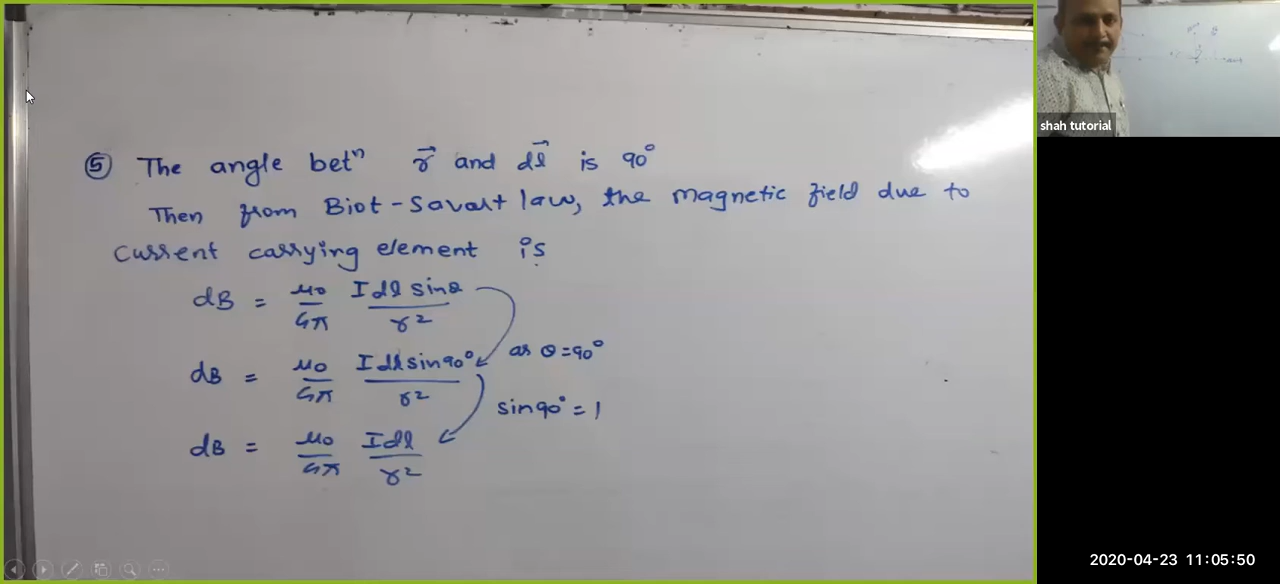 ⑤ The angle betⁿ r⃗ and dl⃗ is 90°
Then from Biot-Savart law, the magnetic field due to
current carrying element is
dB = μ₀/4π Idl sinθ/r²
dB = μ₀/4π Idl sin90°/r² as θ=90°
sin90° = 1
dB = μ₀/4π Idl/r²
shah tutorial
2020-04-23 11:05:50